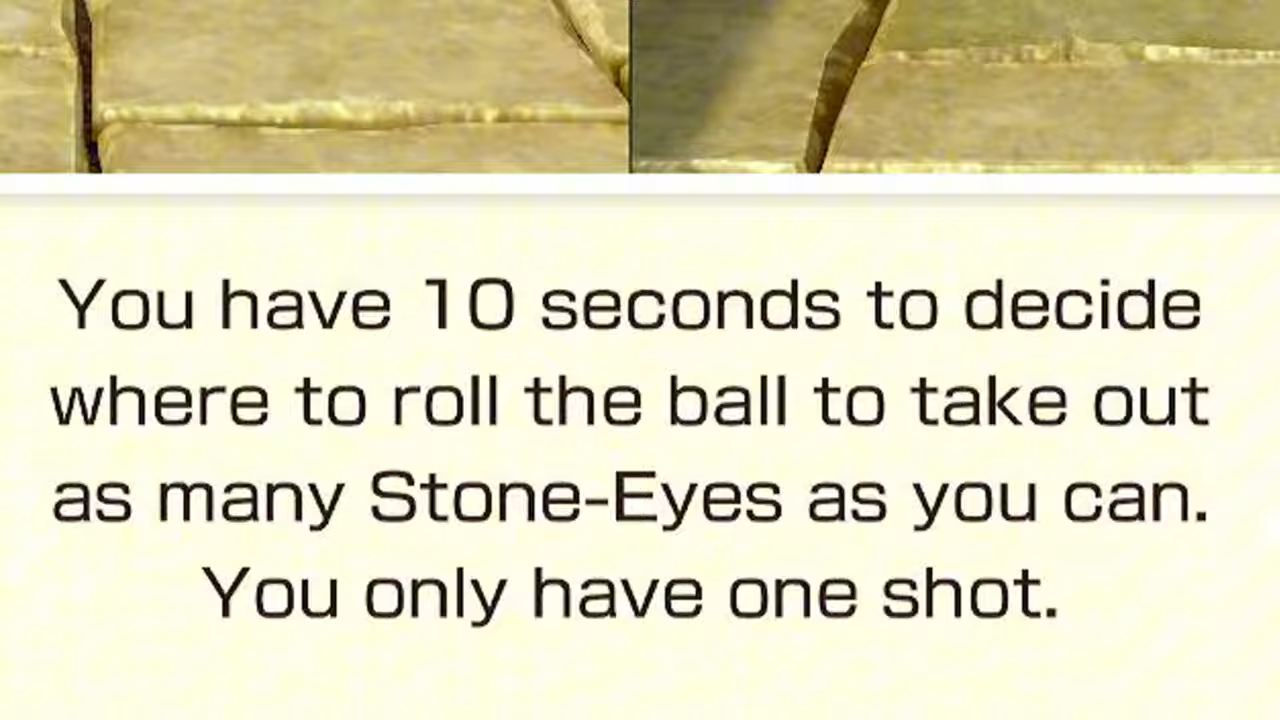 You have 10 seconds to decide
where to roll the ball to take out
as many Stone-Eyes as you can.
You only have one shot.